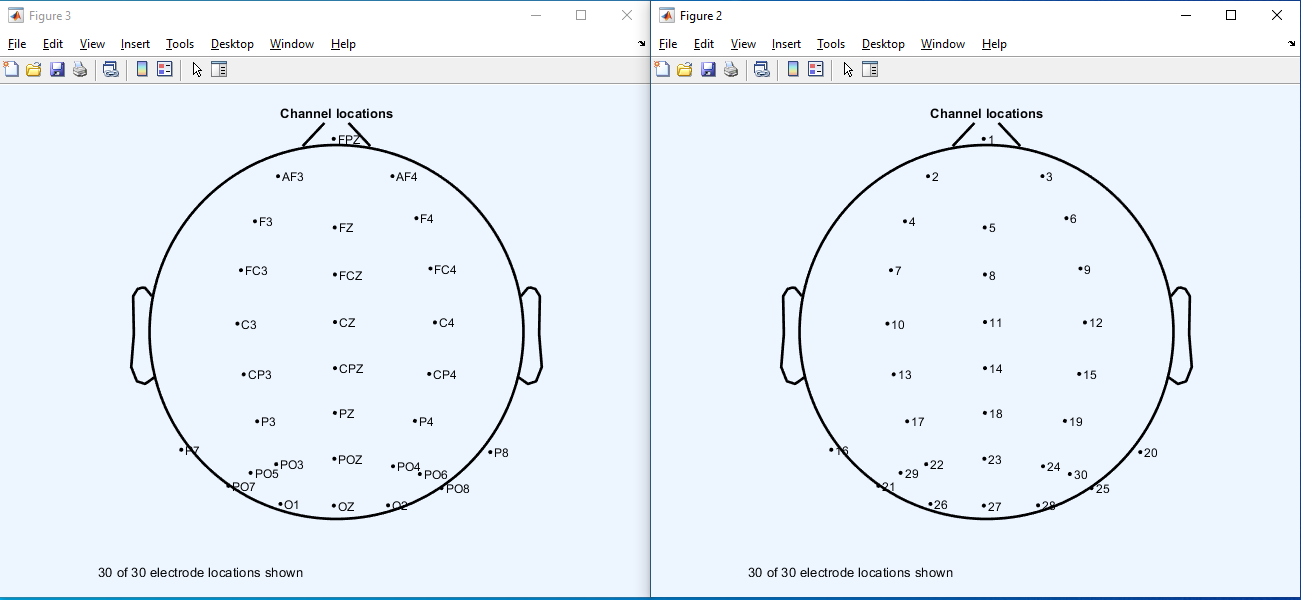 Figure 3
File Edit View Insert Tools Desktop Window Help
Channel locations
FPZ
AF3 AF4
F3 FZ F4
FC3 FCZ FC4
C3 CZ C4
CP3 CPZ CP4
P3 PZ P4
P7 P8
PO3 POZ PO4
PO5 PO6
PO7 PO8
O1 OZ O2
30 of 30 electrode locations shown
Figure 2
File Edit View Insert Tools Desktop Window Help
Channel locations
1
2 3
4 5 6
7 8 9
10 11 12
13 14 15
17 18 19
16 20
22 23 24
29 30
21 25
26 27 28
30 of 30 electrode locations shown